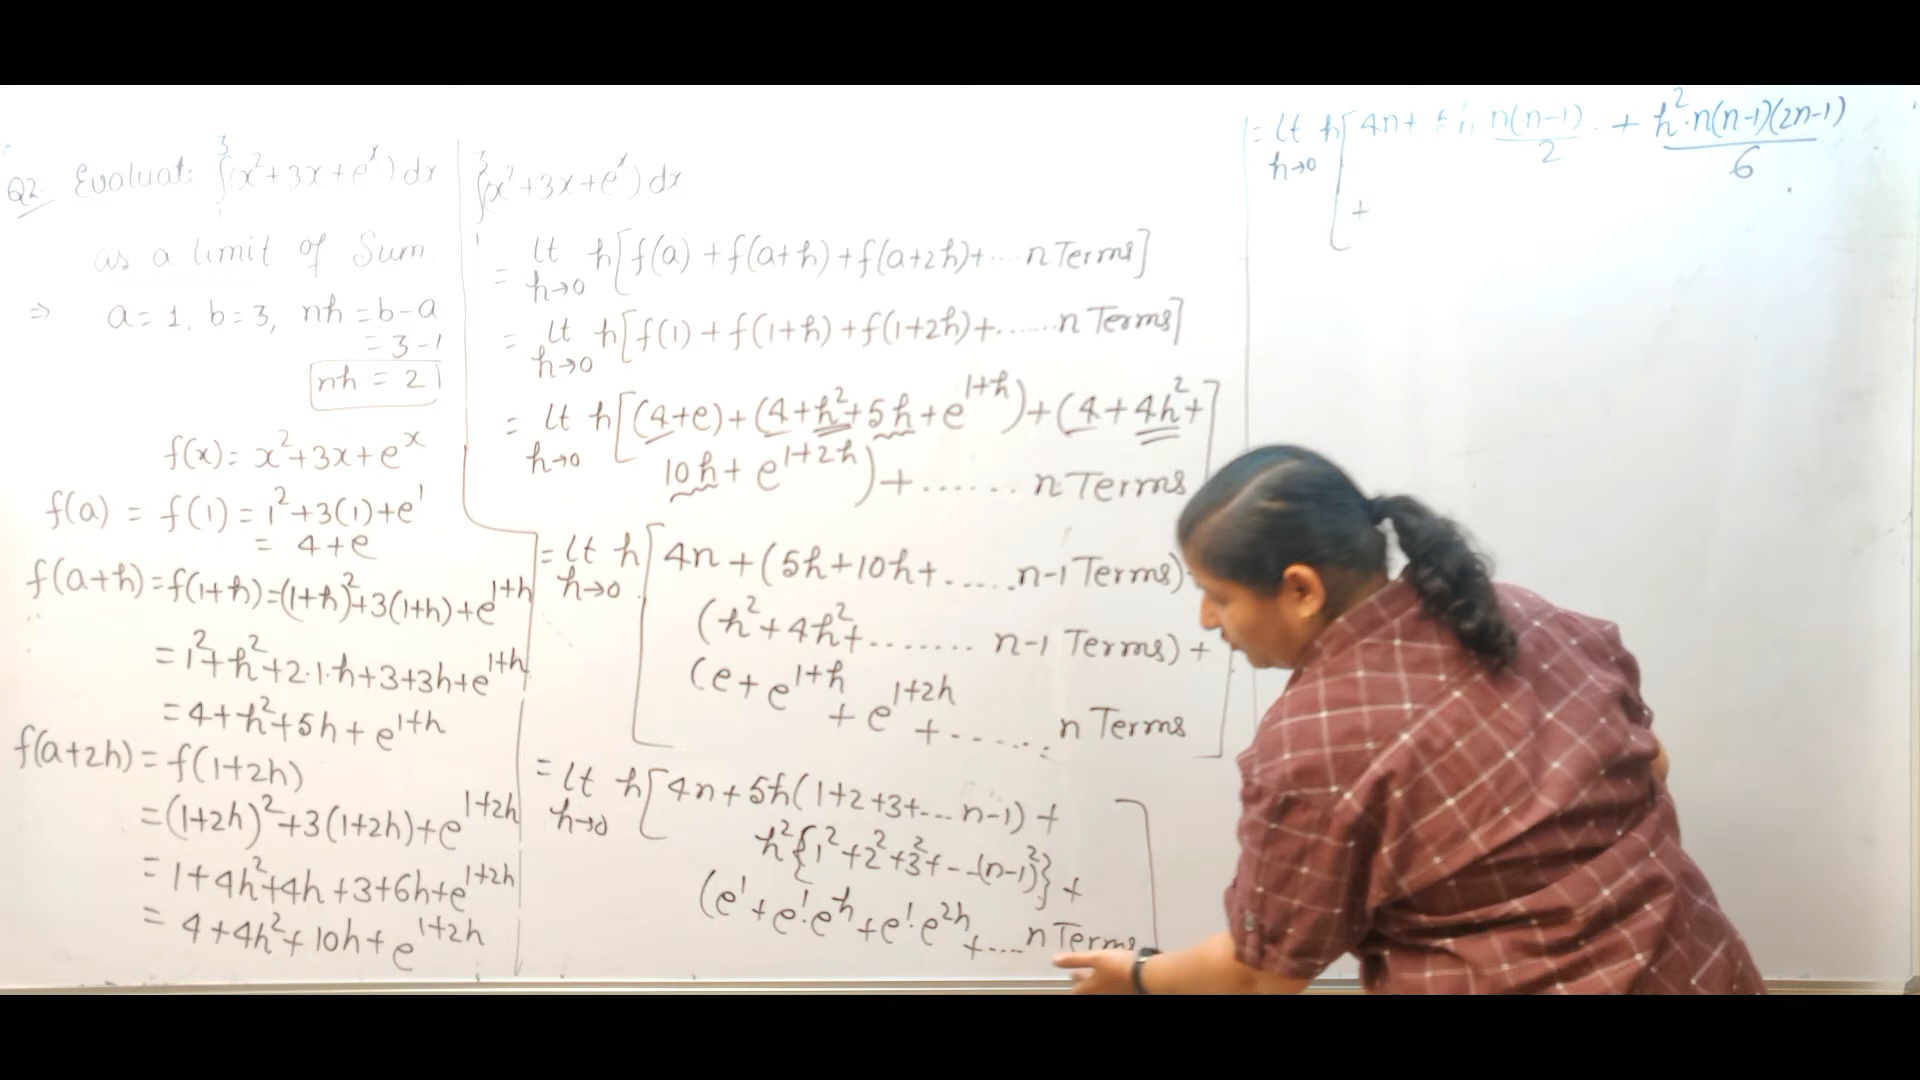 Q2. Evaluate ∫₁³(x²+3x+eˣ)dx
as a limit of Sum.
⇒ a=1, b=3, nh=b-a
=3-1
nh=2
f(x)=x²+3x+eˣ
f(a) = f(1) = 1²+3(1)+e¹
= 4+e
f(a+h)=f(1+h)=(1+h)²+3(1+h)+e¹⁺ʰ
=1²+h²+2·1·h+3+3h+e¹⁺ʰ
=4+h²+5h+e¹⁺ʰ
f(a+2h)=f(1+2h)
=(1+2h)²+3(1+2h)+e¹⁺²ʰ
=1+4h²+4h+3+6h+e¹⁺²ʰ
= 4+4h²+10h+e¹⁺²ʰ
∫₁³(x²+3x+eˣ)dx
= lt h→0 h[f(a)+f(a+h)+f(a+2h)+....n Terms]
= lt h→0 h[f(1)+f(1+h)+f(1+2h)+......n Terms]
= lt h→0 h[(4+e)+(4+h²+5h+e¹⁺ʰ)+(4+4h²+
10h+e¹⁺²ʰ)+...... n Terms]
= lt h→0 h[4n+(5h+10h+.....n-1 Terms)
(h²+4h²+........ n-1 Terms)+
(e+e¹⁺ʰ+e¹⁺²ʰ+...... n Terms]
= lt h→0 h[4n+5h(1+2+3+...n-1)+
h²{1²+2²+3²+--(n-1)²}+
(e¹+e¹·eʰ+e¹·e²ʰ+....n Terms]
= lt h→0 h[4n+ n(n-1)/2 + h²·n(n-1)(2n-1)/6
+